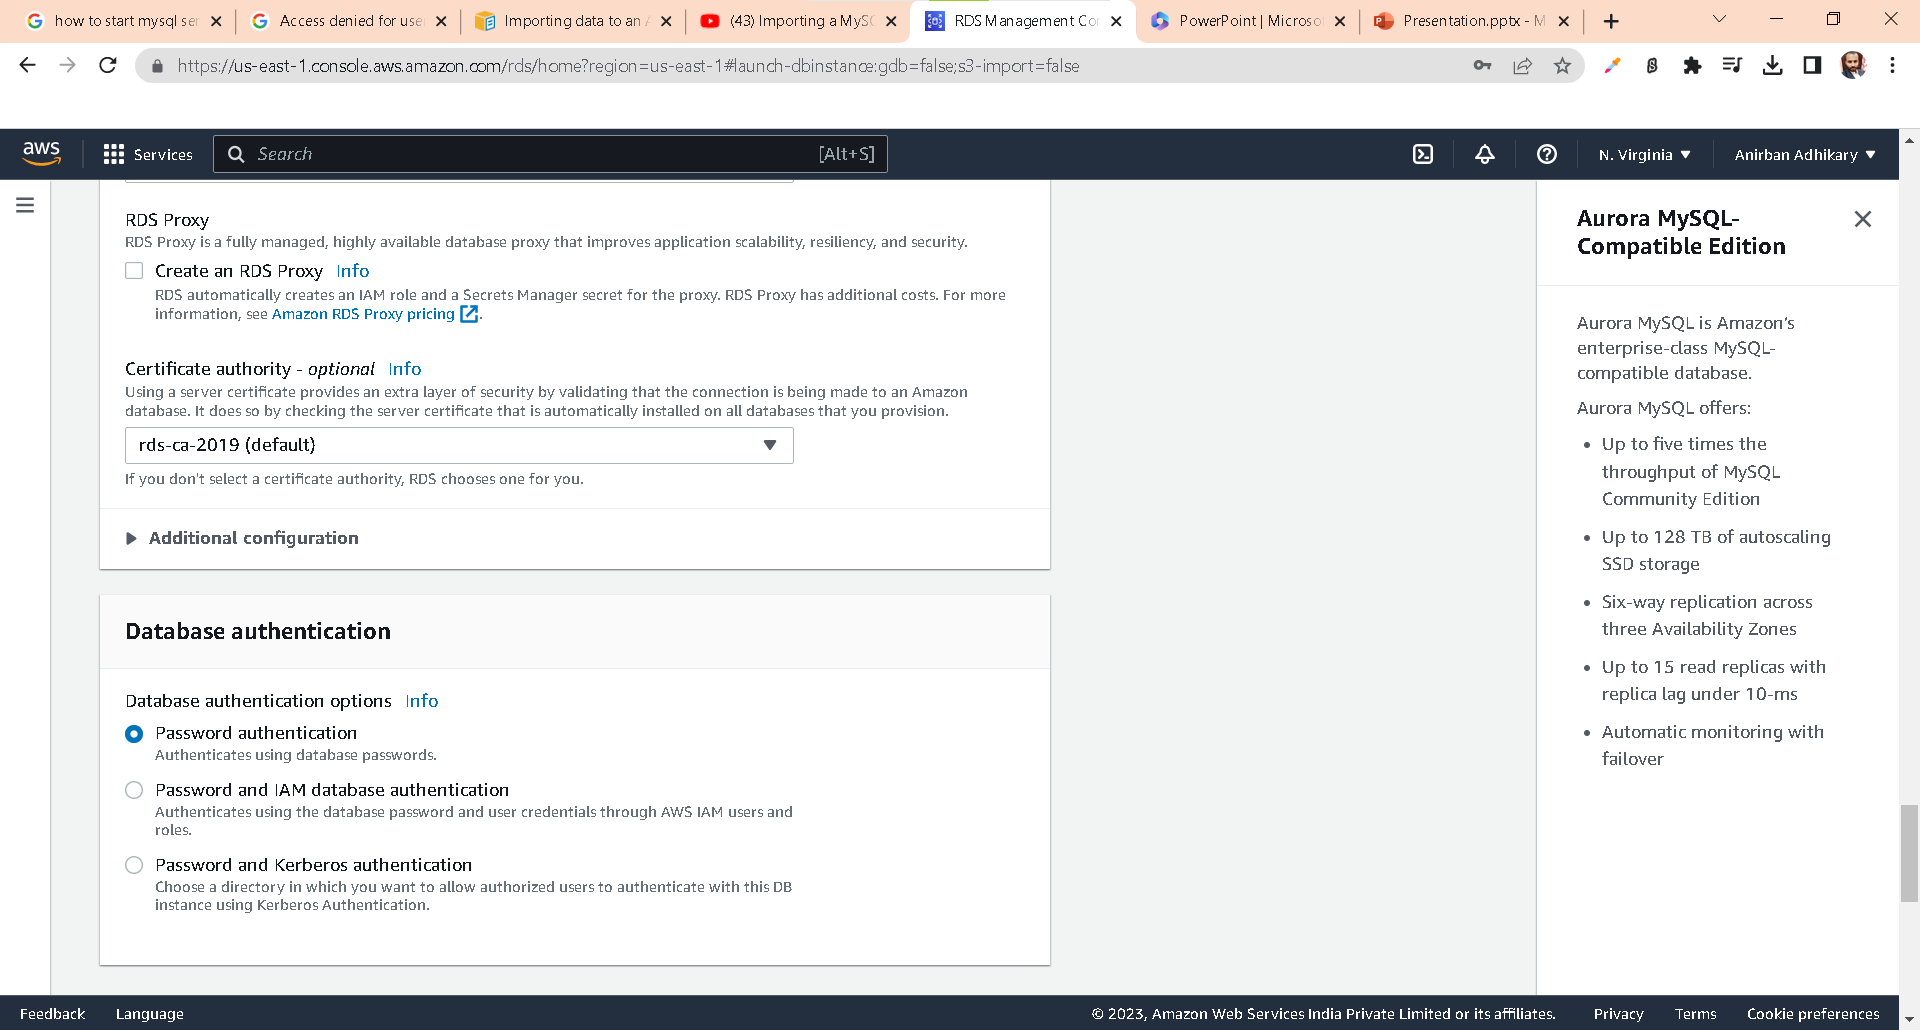 how to start mysql ser
Access denied for use
Importing data to an A
(43) Importing a MySQ
RDS Management Co
PowerPoint | Microso
Presentation.pptx - M
https://us-east-1.console.aws.amazon.com/rds/home?region=us-east-1#launch-dbinstance:gdb=false;s3-import=false
aws
Services
Search
[Alt+S]
N. Virginia
Anirban Adhikary
RDS Proxy
RDS Proxy is a fully managed, highly available database proxy that improves application scalability, resiliency, and security.
Create an RDS Proxy Info
RDS automatically creates an IAM role and a Secrets Manager secret for the proxy. RDS Proxy has additional costs. For more
information, see Amazon RDS Proxy pricing .
Certificate authority - optional Info
Using a server certificate provides an extra layer of security by validating that the connection is being made to an Amazon
database. It does so by checking the server certificate that is automatically installed on all databases that you provision.
rds-ca-2019 (default)
If you don't select a certificate authority, RDS chooses one for you.
Additional configuration
Database authentication
Database authentication options Info
Password authentication
Authenticates using database passwords.
Password and IAM database authentication
Authenticates using the database password and user credentials through AWS IAM users and
roles.
Password and Kerberos authentication
Choose a directory in which you want to allow authorized users to authenticate with this DB
instance using Kerberos Authentication.
Aurora MySQL-
Compatible Edition
Aurora MySQL is Amazon's
enterprise-class MySQL-
compatible database.
Aurora MySQL offers:
• Up to five times the
throughput of MySQL
Community Edition
• Up to 128 TB of autoscaling
SSD storage
• Six-way replication across
three Availability Zones
• Up to 15 read replicas with
replica lag under 10-ms
• Automatic monitoring with
failover
Feedback
Language
© 2023, Amazon Web Services India Private Limited or its affiliates.
Privacy
Terms
Cookie preferences